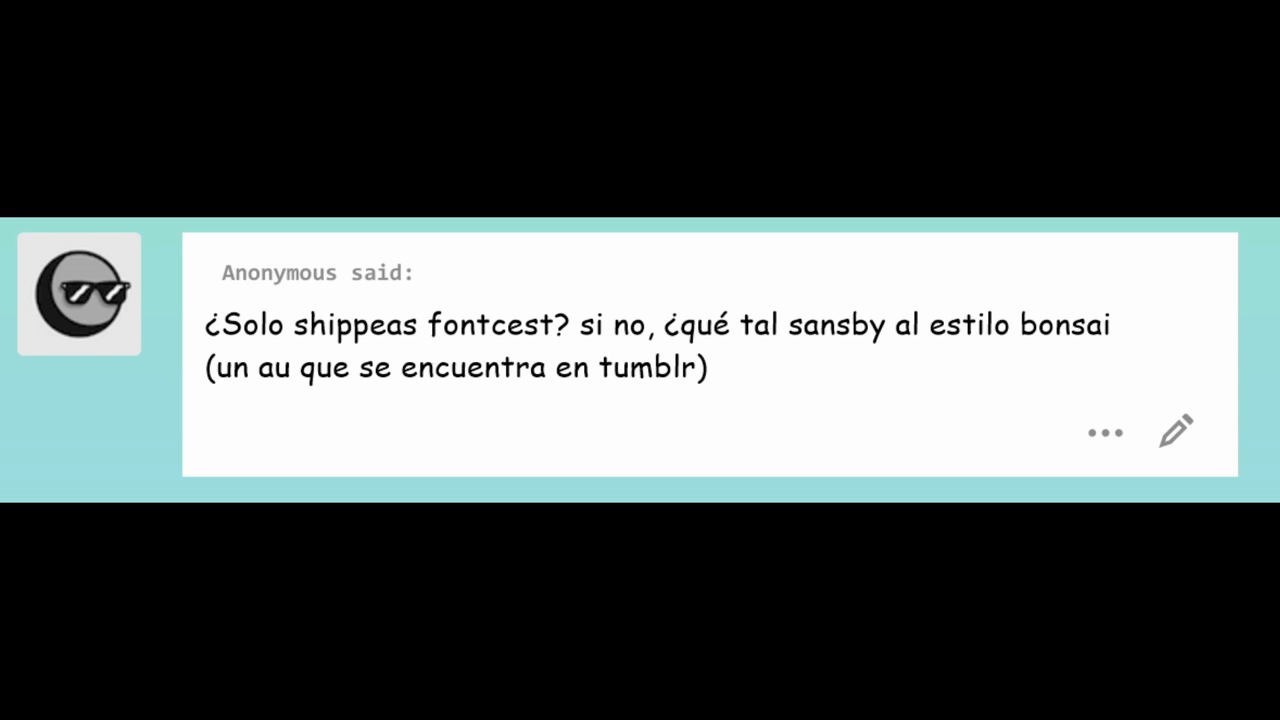 Anonymous said:
¿Solo shippeas fontcest? si no, ¿qué tal sansby al estilo bonsai
(un au que se encuentra en tumblr)